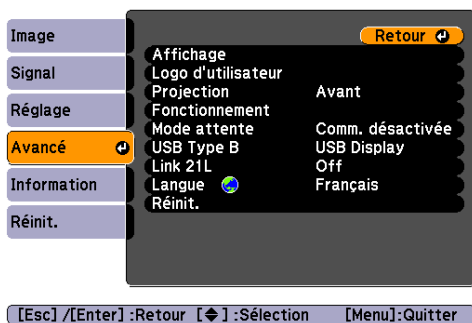 Image
Signal
Réglage
Avancé
Information
Réinit.
Retour
Affichage
Logo d'utilisateur
Projection Avant
Fonctionnement
Mode attente Comm. désactivée
USB Type B USB Display
Link 21L Off
Langue Français
Réinit.
[Esc] /[Enter] :Retour [◆] :Sélection [Menu]:Quitter